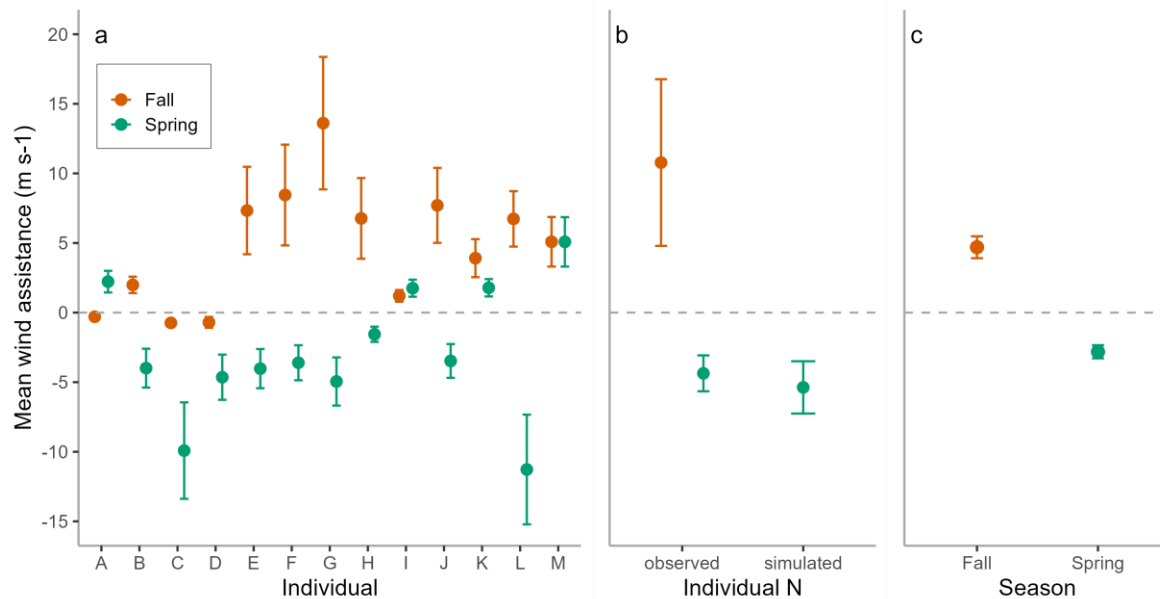 a
b
c
Fall
Spring
Mean wind assistance (m s-1)
20
15
10
5
0
-5
-10
-15
A B C D E F G H I J K L M
Individual
observed simulated
Individual N
Fall Spring
Season